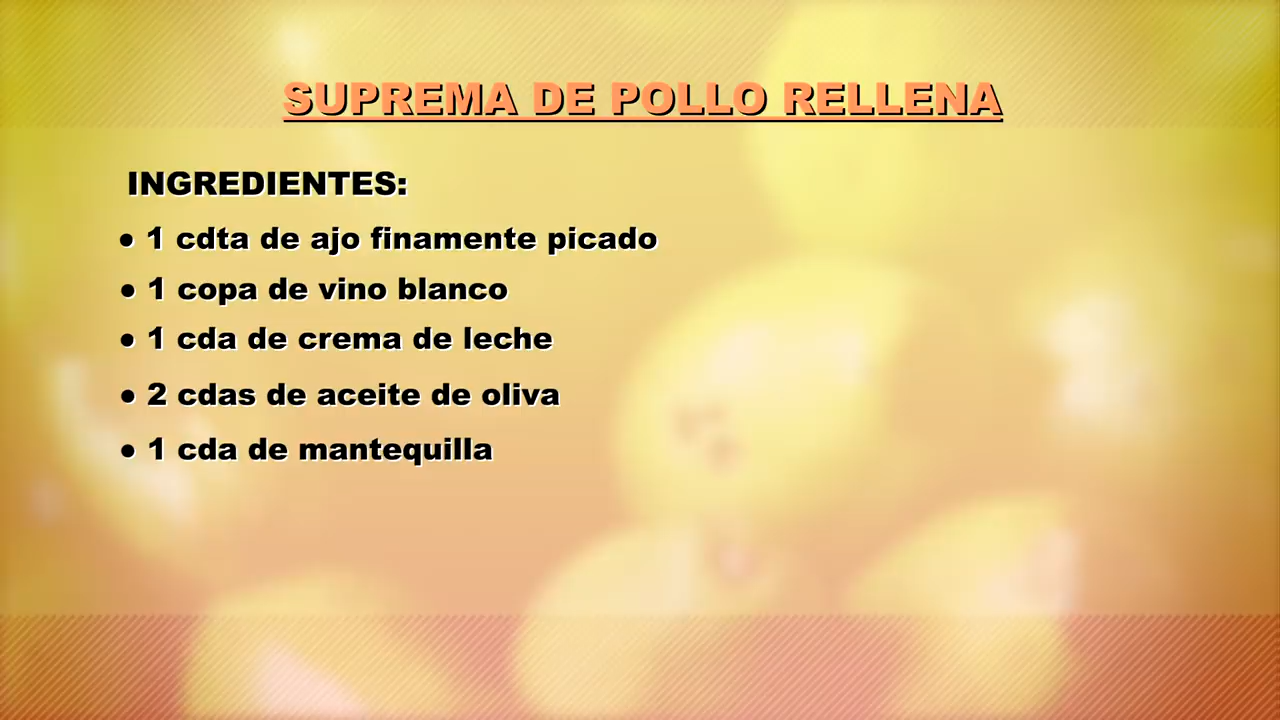 SUPREMA DE POLLO RELLENA
INGREDIENTES:
● 1 cdta de ajo finamente picado
● 1 copa de vino blanco
● 1 cda de crema de leche
● 2 cdas de aceite de oliva
● 1 cda de mantequilla